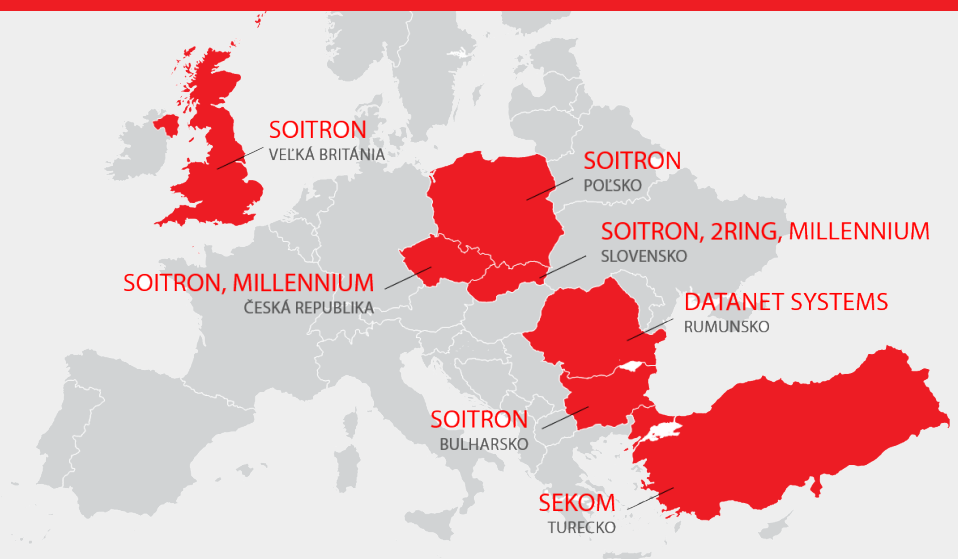 SOITRON
VEĽKÁ BRITÁNIA
SOITRON
POĽSKO
SOITRON, 2RING, MILLENNIUM
SLOVENSKO
SOITRON, MILLENNIUM
ČESKÁ REPUBLIKA
DATANET SYSTEMS
RUMUNSKO
SOITRON
BULHARSKO
SEKOM
TURECKO